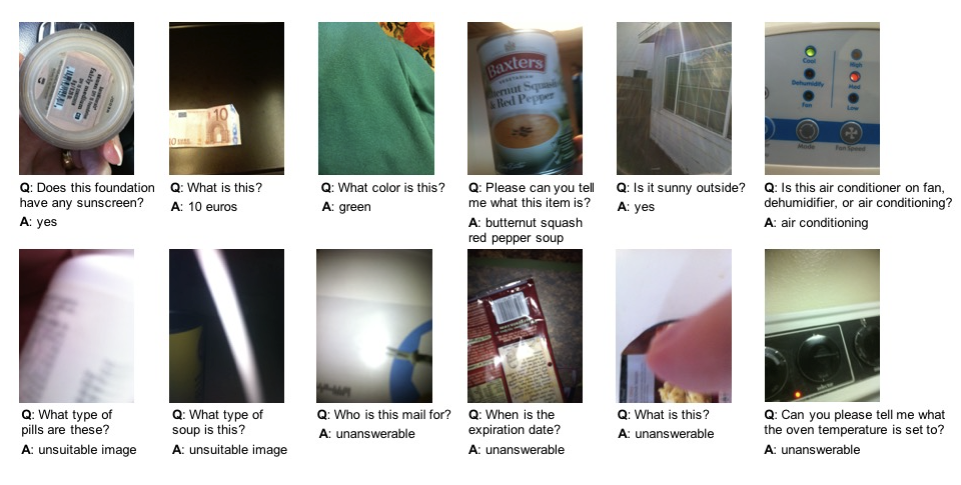 Cool
High
Dehumidify
Med
Fan
Low
Mode
Fan Speed
10
Baxters
Red Pepper
Q: Does this foundation
have any sunscreen?
A: yes
Q: What is this?
A: 10 euros
Q: What color is this?
A: green
Q: Please can you tell
me what this item is?
A: butternut squash
red pepper soup
Q: Is it sunny outside?
A: yes
Q: Is this air conditioner on fan,
dehumidifier, or air conditioning?
A: air conditioning
Q: What type of
pills are these?
A: unsuitable image
Q: What type of
soup is this?
A: unsuitable image
Q: Who is this mail for?
A: unanswerable
Q: When is the
expiration date?
A: unanswerable
Q: What is this?
A: unanswerable
Q: Can you please tell me what
the oven temperature is set to?
A: unanswerable